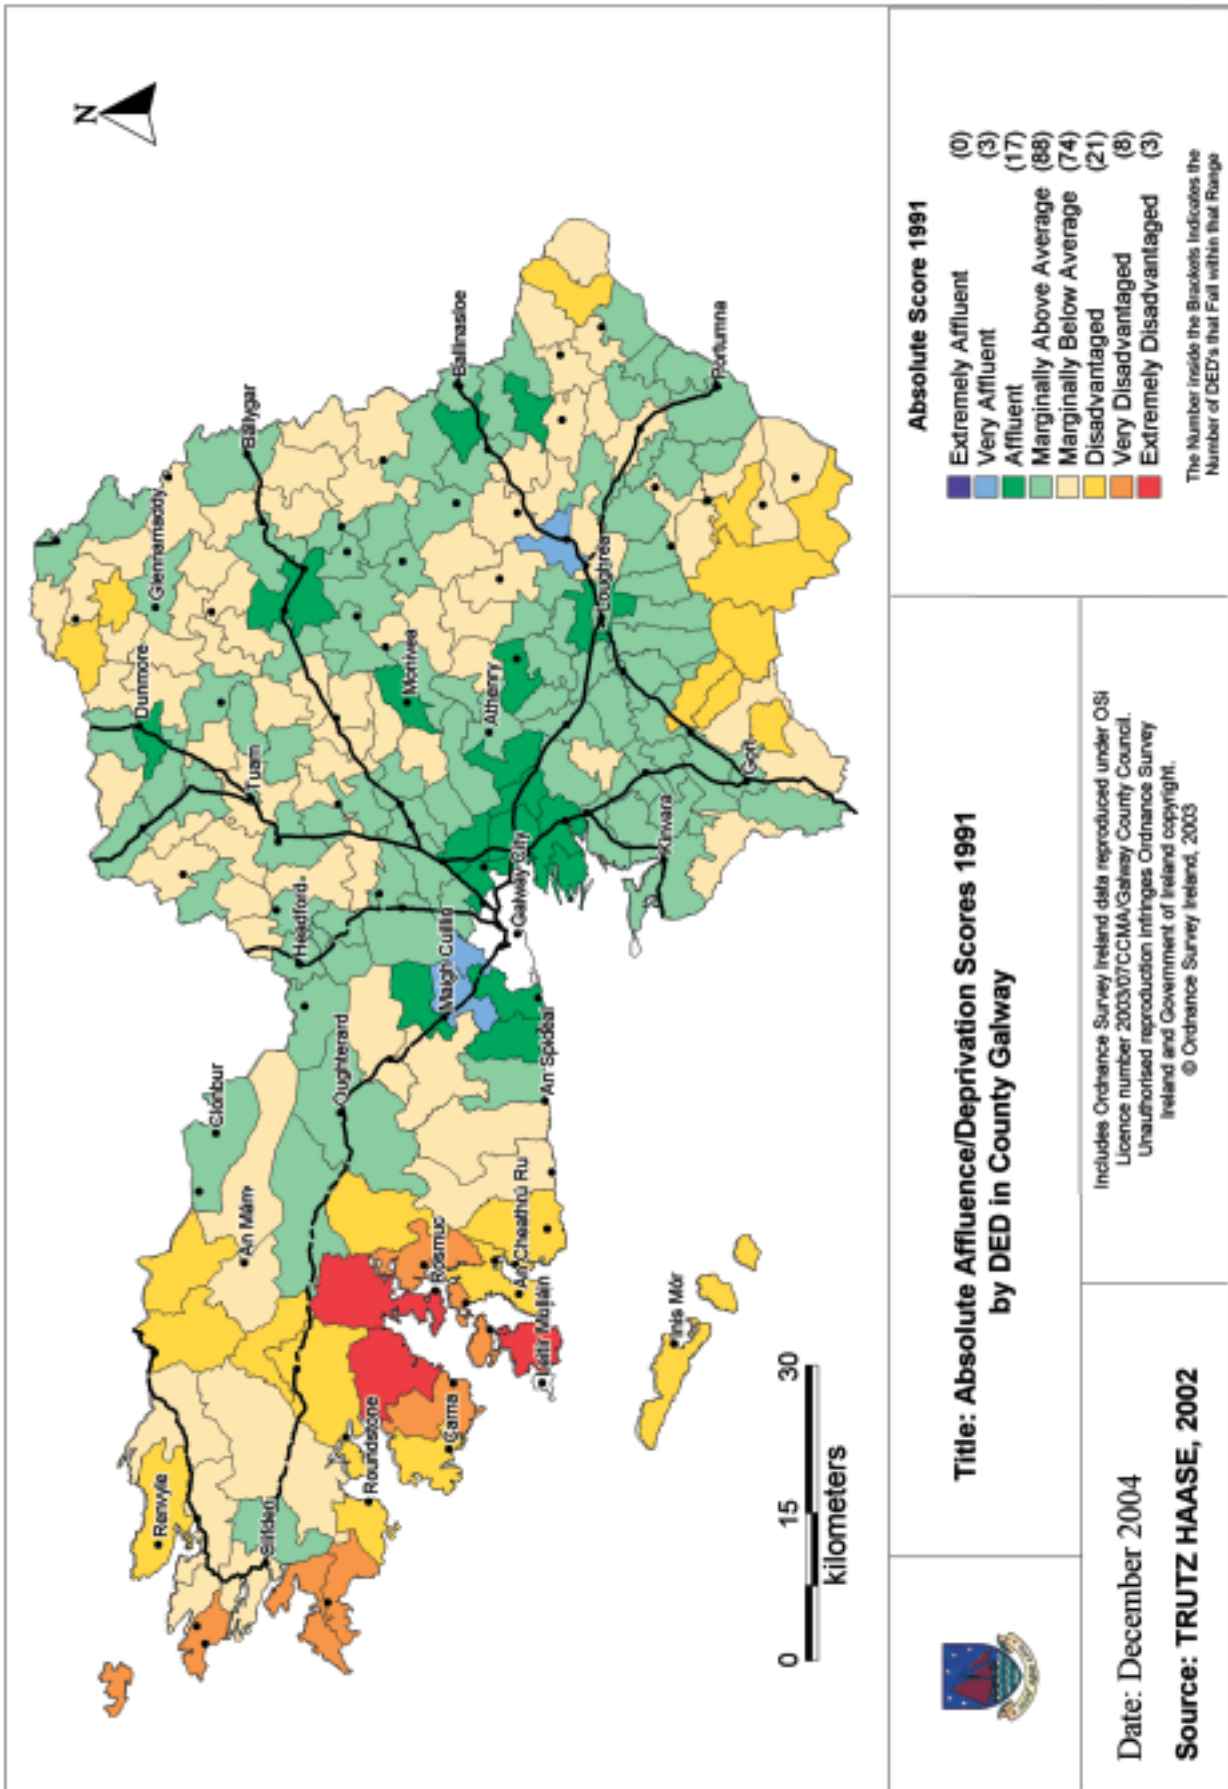 N
Glennamaddy
Dunmore
Ballygar
Tuam
Headford
Clonbur
Monivea
Ballinasloe
Athenry
An Mám
Oughterard
Maigh Cuillin
Renvyle
Galway City
Loughrea
Clifden
Roundstone
Rosmuc
An Spidéal
Carna
An Cheathrú Ru
Leitir Mulláin
Kinvara
Gort
Portumna
Inis Mór
0
15
30
kilometers
Absolute Score 1991
Extremely Affluent (0)
Very Affluent (3)
Affluent (17)
Marginally Above Average (88)
Marginally Below Average (74)
Disadvantaged (21)
Very Disadvantaged (8)
Extremely Disadvantaged (3)
The Number Inside the Brackets Indicates the
Number of DED's that Fall within that Range
Title: Absolute Affluence/Deprivation Scores 1991
by DED in County Galway
Includes Ordnance Survey Ireland data reproduced under OSi
Licence number 2003/07CCMA/Galway County Council.
Unauthorised reproduction infringes Ordnance Survey
Ireland and Government of Ireland copyright.
© Ordnance Survey Ireland, 2003
Date: December 2004
Source: TRUTZ HAASE, 2002